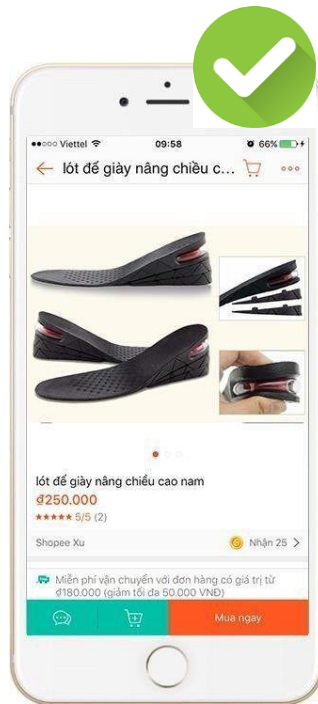 Viettel 09:58 66%
lót đế giày nâng chiều c...
lót đế giày nâng chiều cao nam
₫250.000
★★★★★ 5/5 (2)
Shopee Xu Nhận 25 >
Miễn phí vận chuyển với đơn hàng có giá trị từ
₫180.000 (giảm tối đa 50.000 VNĐ)
Mua ngay